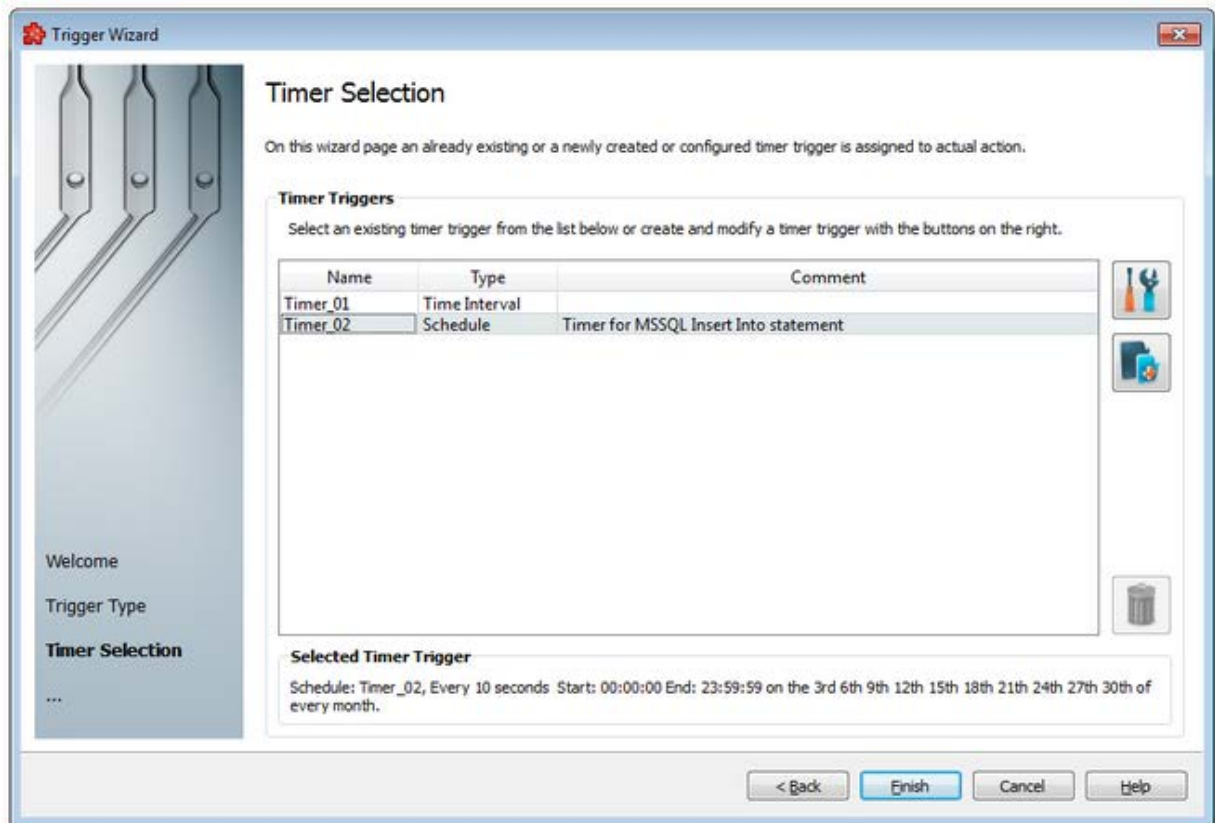 Trigger Wizard
Timer Selection
On this wizard page an already existing or a newly created or configured timer trigger is assigned to actual action.
Timer Triggers
Select an existing timer trigger from the list below or create and modify a timer trigger with the buttons on the right.
Name Type Comment
Timer_01 Time Interval
Timer_02 Schedule Timer for MSSQL Insert Into statement
Welcome
Trigger Type
Timer Selection
...
Selected Timer Trigger
Schedule: Timer_02, Every 10 seconds Start: 00:00:00 End: 23:59:59 on the 3rd 6th 9th 12th 15th 18th 21th 24th 27th 30th of
every month.
< Back Finish Cancel Help